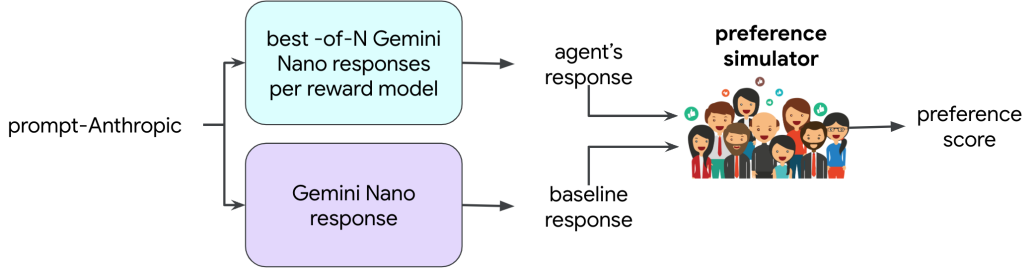 prompt-Anthropic
best -of-N Gemini
Nano responses
per reward model
Gemini Nano
response
agent's
response
baseline
response
preference
simulator
preference
score